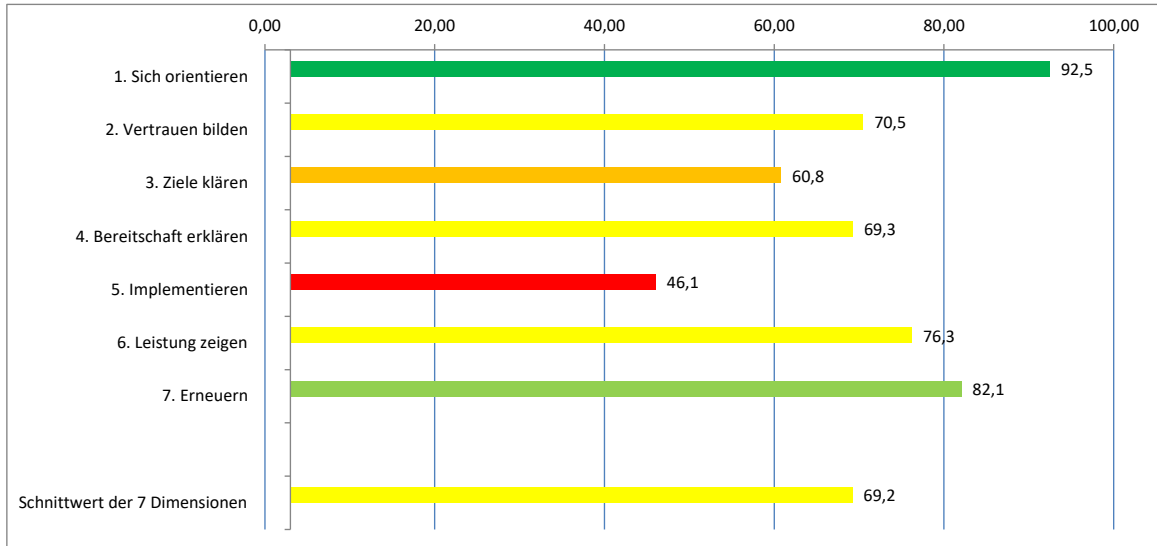 0,00 20,00 40,00 60,00 80,00 100,00
1. Sich orientieren 92,5
2. Vertrauen bilden 70,5
3. Ziele klären 60,8
4. Bereitschaft erklären 69,3
5. Implementieren 46,1
6. Leistung zeigen 76,3
7. Erneuern 82,1
Schnittwert der 7 Dimensionen 69,2